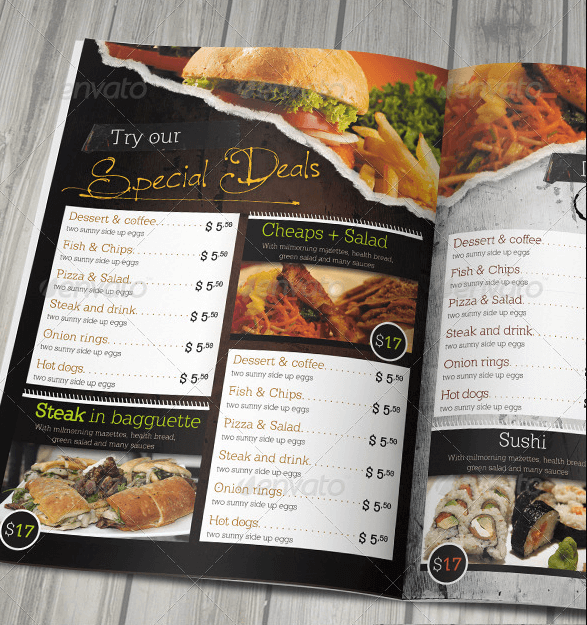 Try our
Special Deals
Dessert & coffee. $ 5.50
two sunny side up eggs
Fish & Chips. $ 5.50
two sunny side up eggs
Pizza & Salad. $ 5.50
two sunny side up eggs
Steak and drink. $ 5.50
two sunny side up eggs
Onion rings. $ 5.50
two sunny side up eggs
Hot dogs. $ 5.50
two sunny side up eggs
Steak in bagguette
With milmorning mazettes, health bread,
green salad and many sauces
$17
Cheaps + Salad
With milmorning mazettes, health bread,
green salad and many sauces
$17
Dessert & coffee. $ 5.50
two sunny side up eggs
Fish & Chips. $ 5.50
two sunny side up eggs
Pizza & Salad. $ 5.50
two sunny side up eggs
Steak and drink. $ 5.50
two sunny side up eggs
Onion rings. $ 5.50
two sunny side up eggs
Hot dogs. $ 5.50
two sunny side up eggs
Dessert & coffee.
two sunny side up eggs
Fish & Chips.
two sunny side up eggs
Pizza & Salad.
two sunny side up eggs
Steak and drink.
two sunny side up eggs
Onion rings.
two sunny side up eggs
Hot dogs.
two sunny side up eggs
Sushi
With milmorning mazettes, health bread,
green salad and many sauces
$17
envato